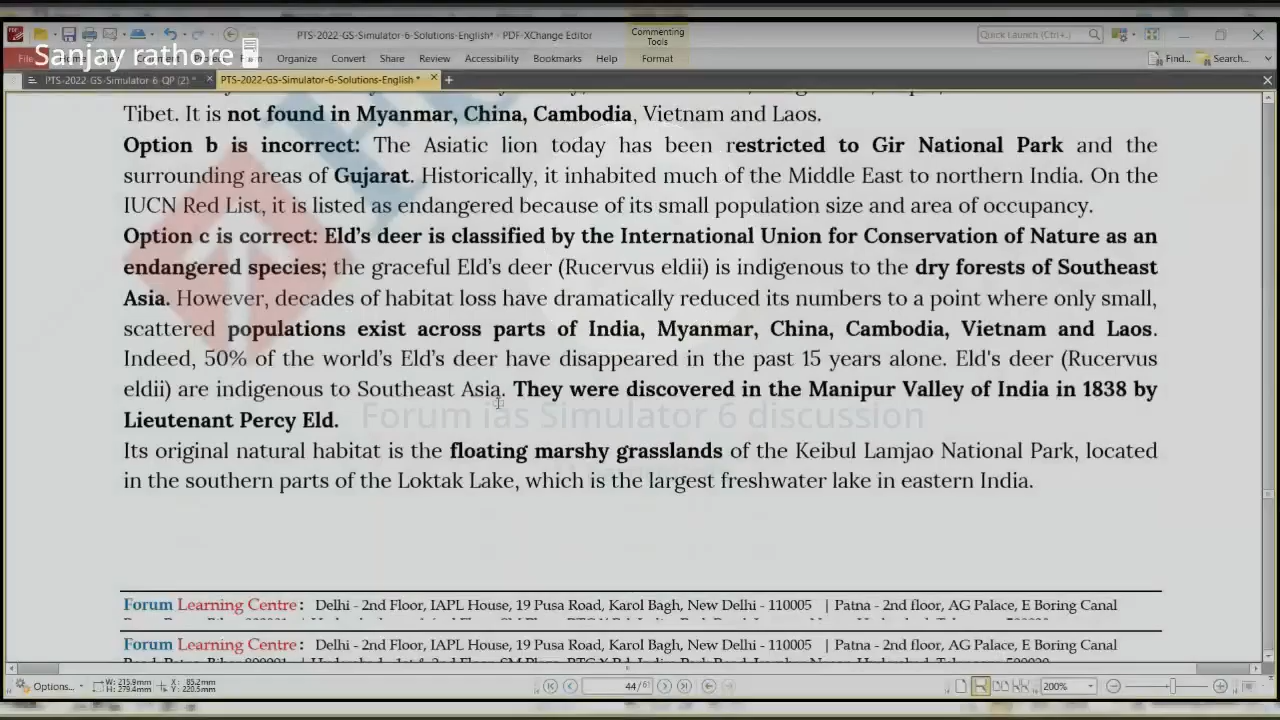 PTS-2022-GS-Simulator-6-Solutions-English* - PDF-XChange Editor
Commenting Tools
Quick Launch (Ctrl+.)
Sanjay rathore
File Organize Convert Share Review Bookmarks Accessibility Help Format Find... Search...
PTS-2022-GS-Simulator 6 QP (2) *
PTS-2022-GS-Simulator-6-Solutions-English *
Tibet. It is not found in Myanmar, China, Cambodia, Vietnam and Laos.
Option b is incorrect: The Asiatic lion today has been restricted to Gir National Park and the
surrounding areas of Gujarat. Historically, it inhabited much of the Middle East to northern India. On the
IUCN Red List, it is listed as endangered because of its small population size and area of occupancy.
Option c is correct: Eld's deer is classified by the International Union for Conservation of Nature as an
endangered species; the graceful Eld's deer (Rucervus eldii) is indigenous to the dry forests of Southeast
Asia. However, decades of habitat loss have dramatically reduced its numbers to a point where only small,
scattered populations exist across parts of India, Myanmar, China, Cambodia, Vietnam and Laos.
Indeed, 50% of the world's Eld's deer have disappeared in the past 15 years alone. Eld's deer (Rucervus
eldii) are indigenous to Southeast Asia. They were discovered in the Manipur Valley of India in 1838 by
Forum ias Simulator 6 discussion
Lieutenant Percy Eld.
Its original natural habitat is the floating marshy grasslands of the Keibul Lamjao National Park, located
in the southern parts of the Loktak Lake, which is the largest freshwater lake in eastern India.
Forum Learning Centre: Delhi - 2nd Floor, IAPL House, 19 Pusa Road, Karol Bagh, New Delhi - 110005 | Patna - 2nd floor, AG Palace, E Boring Canal
Forum Learning Centre: Delhi - 2nd Floor, IAPL House, 19 Pusa Road, Karol Bagh, New Delhi - 110005 | Patna - 2nd floor, AG Palace, E Boring Canal
Options... W: 215.9mm H: 279.4mm X: 85.2mm Y: 220.5mm 44/61 200%